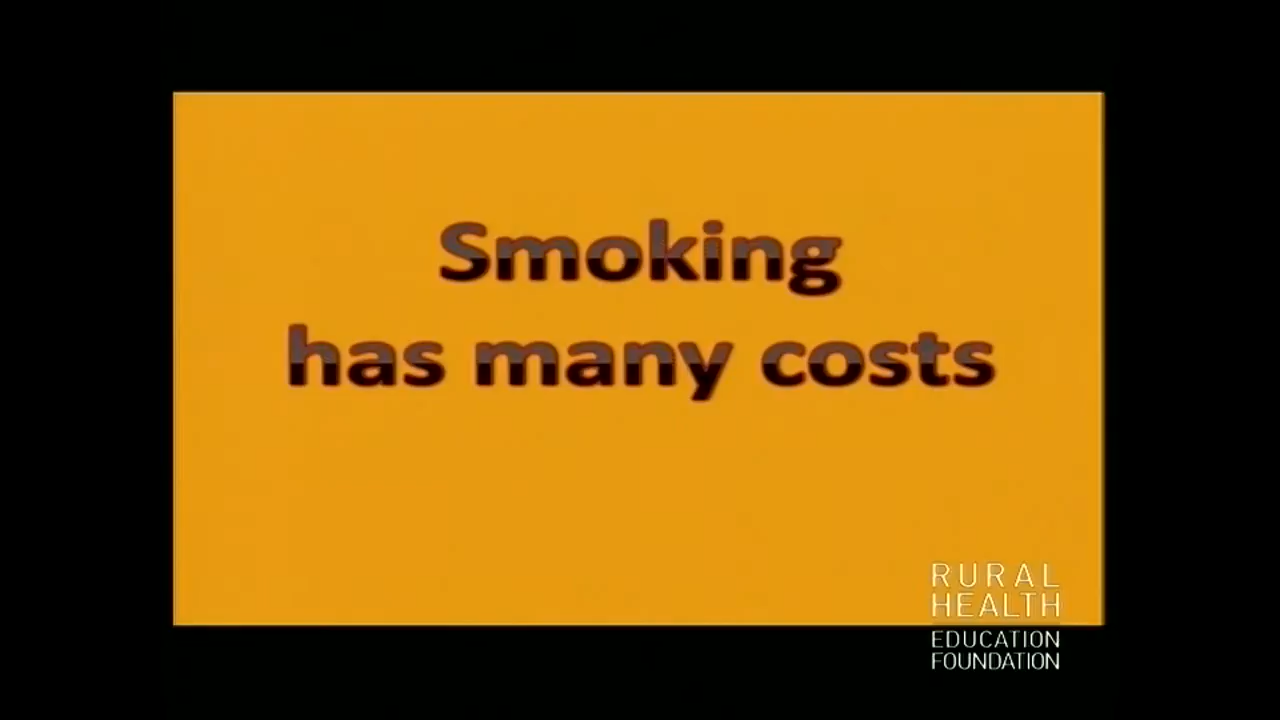 Smoking
has many costs
RURAL
HEALTH
EDUCATION
FOUNDATION